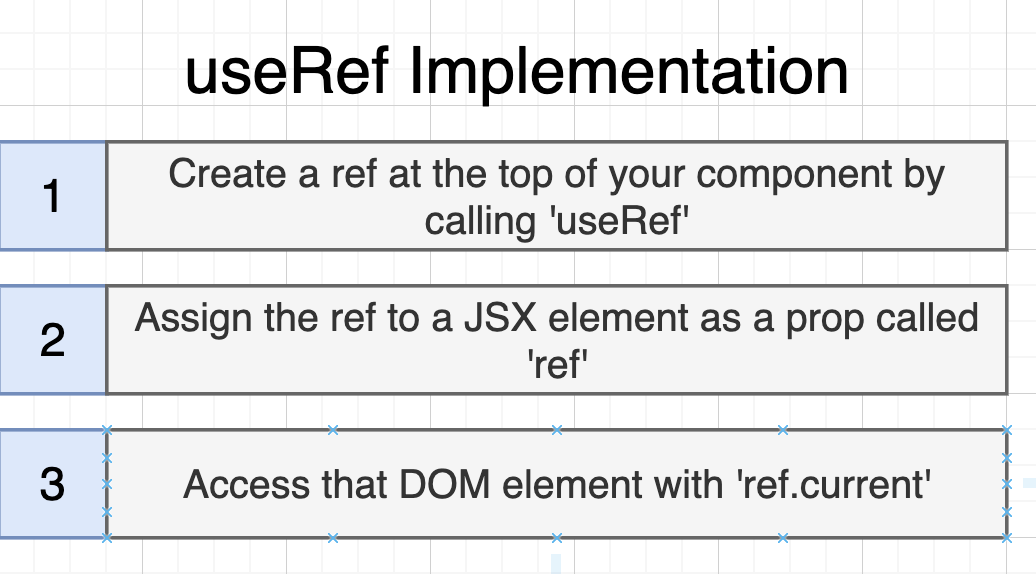 useRef Implementation
1
Create a ref at the top of your component by
calling 'useRef'
2
Assign the ref to a JSX element as a prop called
'ref'
3
Access that DOM element with 'ref.current'